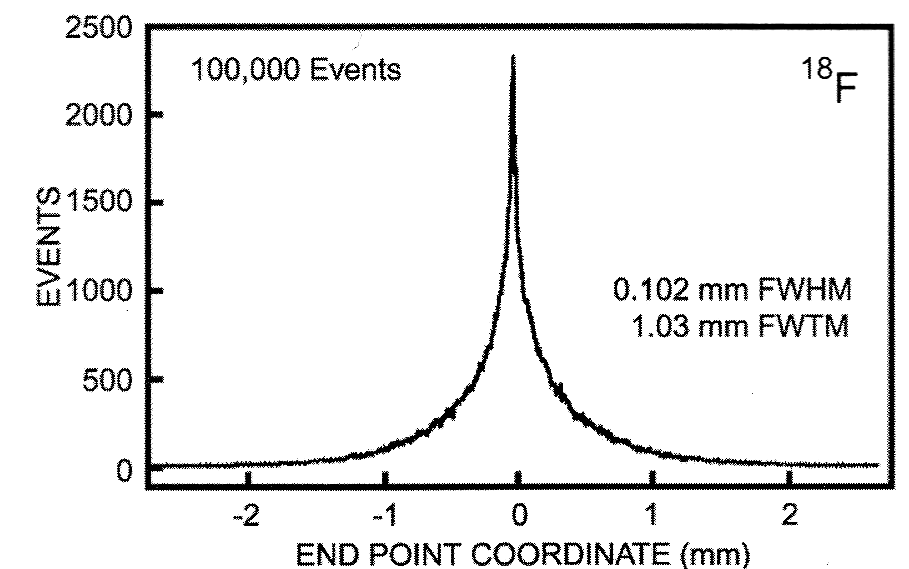 2500
100,000 Events
18F
2000
1500
EVENTS
1000
0.102 mm FWHM
1.03 mm FWTM
500
0
-2 -1 0 1 2
END POINT COORDINATE (mm)